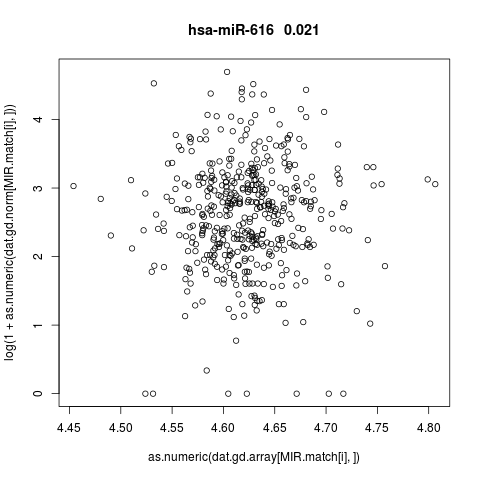 hsa-miR-616 0.021
log(1 + as.numeric(dat.gd.norm[MIR.match[i], ]))
4
3
2
1
0
4.45 4.50 4.55 4.60 4.65 4.70 4.75 4.80
as.numeric(dat.gd.array[MIR.match[i], ])